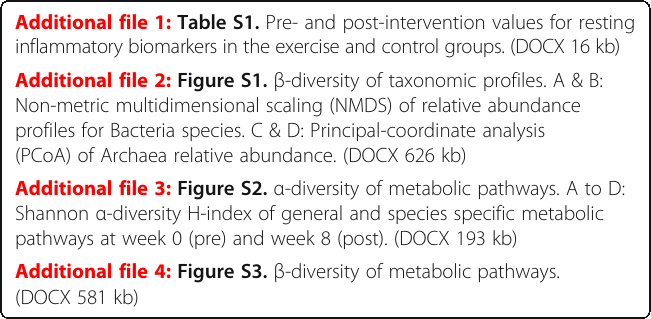 Additional file 1: Table S1. Pre- and post-intervention values for resting
inflammatory biomarkers in the exercise and control groups. (DOCX 16 kb)
Additional file 2: Figure S1. β-diversity of taxonomic profiles. A & B:
Non-metric multidimensional scaling (NMDS) of relative abundance
profiles for Bacteria species. C & D: Principal-coordinate analysis
(PCoA) of Archaea relative abundance. (DOCX 626 kb)
Additional file 3: Figure S2. α-diversity of metabolic pathways. A to D:
Shannon α-diversity H-index of general and species specific metabolic
pathways at week 0 (pre) and week 8 (post). (DOCX 193 kb)
Additional file 4: Figure S3. β-diversity of metabolic pathways.
(DOCX 581 kb)